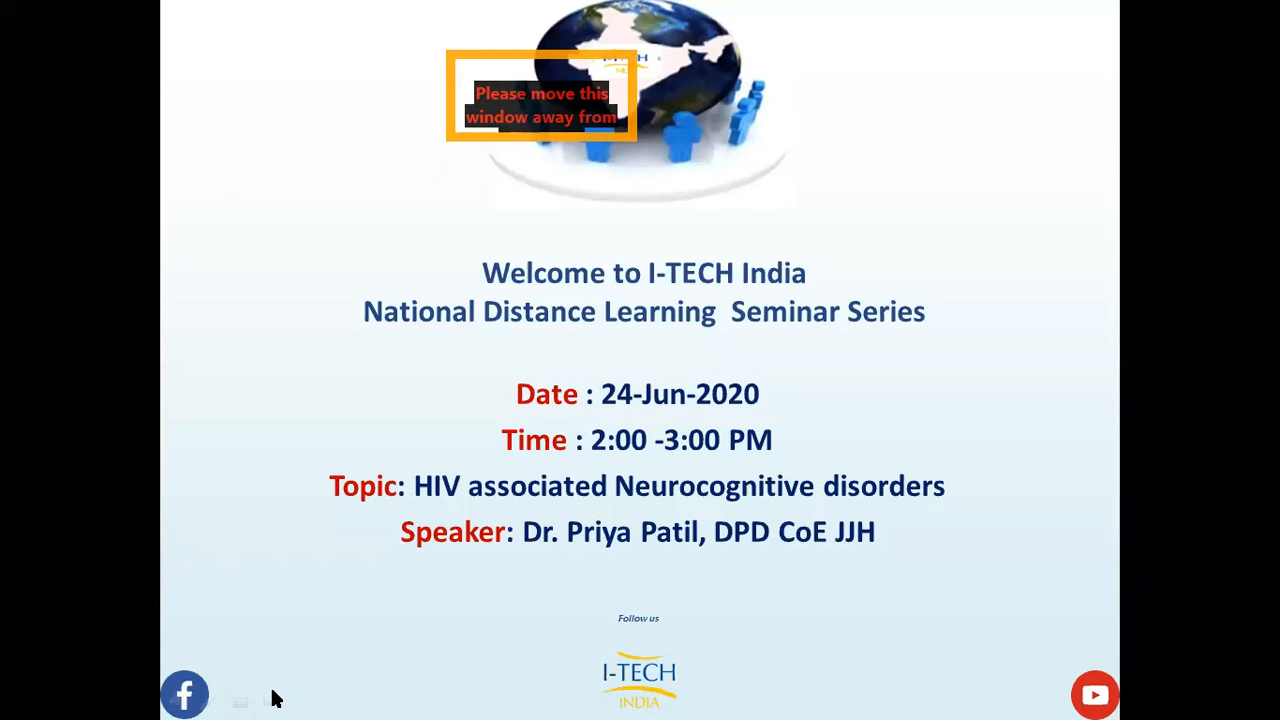 Please move this
window away from
Welcome to I-TECH India
National Distance Learning Seminar Series
Date : 24-Jun-2020
Time : 2:00 -3:00 PM
Topic: HIV associated Neurocognitive disorders
Speaker: Dr. Priya Patil, DPD CoE JJH
Follow us
I-TECH
INDIA